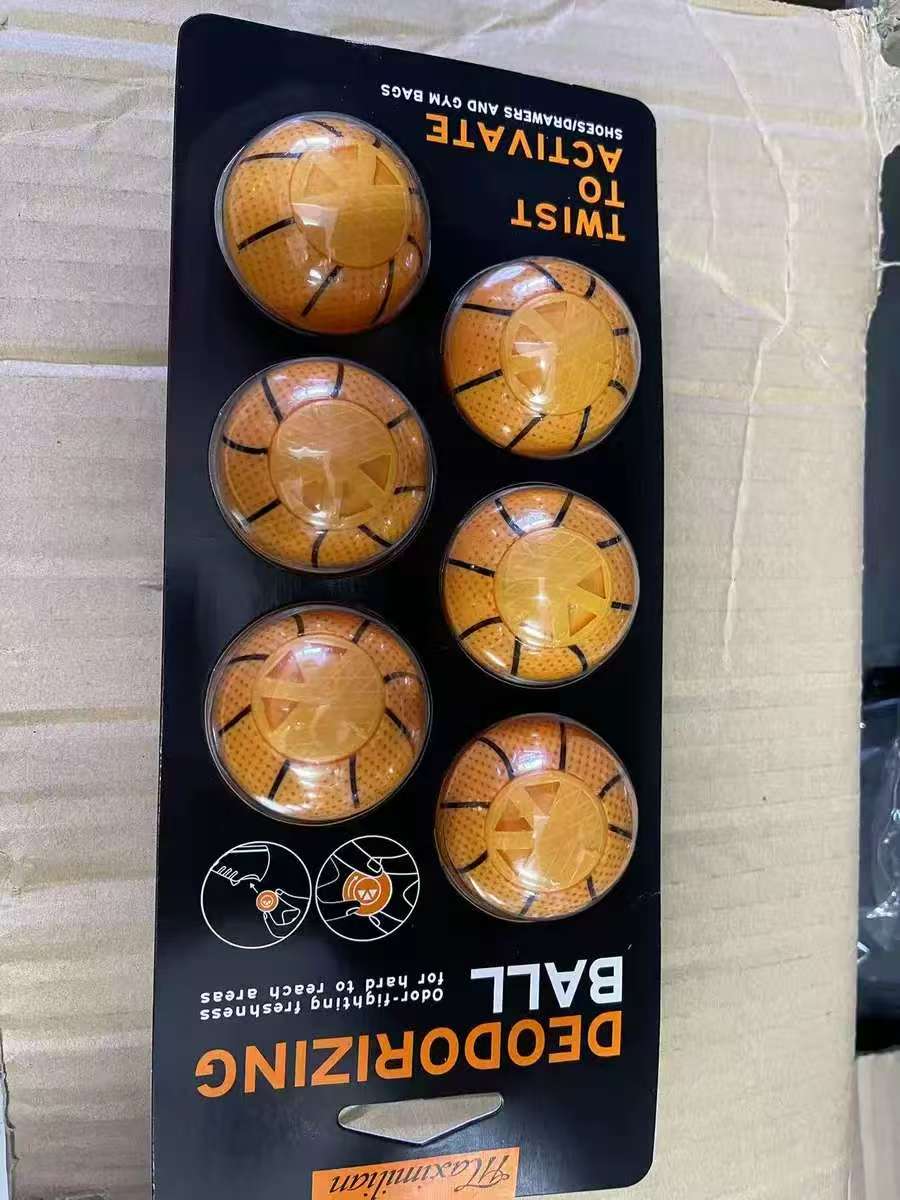 Maximilian
DEODORIZING
BALL
Odor-fighting freshness
for hard to reach areas
TWIST
TO
ACTIVATE
SHOES/DRAWERS AND GYM BAGS